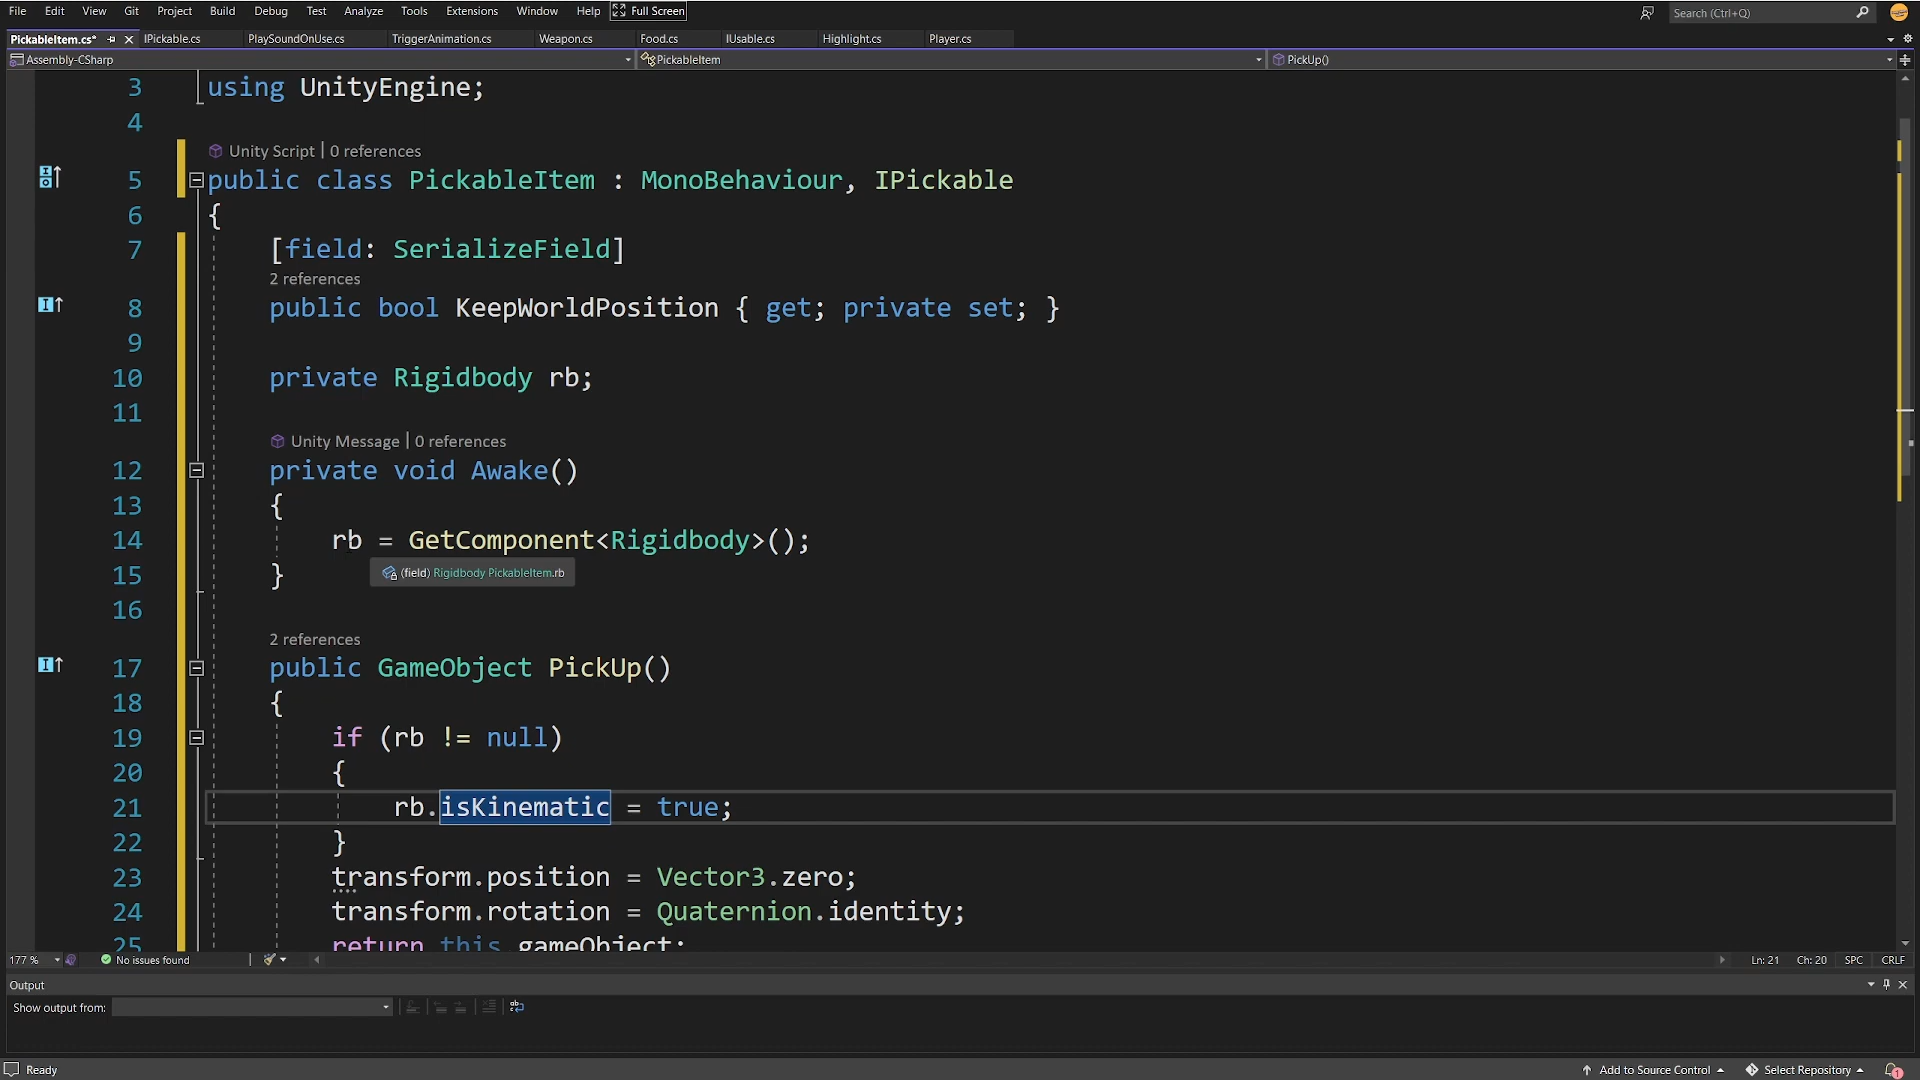 File Edit View Git Project Build Debug Test Analyze Tools Extensions Window Help Full Screen Search (Ctrl+Q)
PickableItem.cs* IPickable.cs PlaySoundOnUse.cs TriggerAnimation.cs Weapon.cs Food.cs IUsable.cs Highlight.cs Player.cs
Assembly-CSharp PickableItem PickUp()
3 using UnityEngine;
4
Unity Script | 0 references
5 public class PickableItem : MonoBehaviour, IPickable
6 {
7 [field: SerializeField]
2 references
8 public bool KeepWorldPosition { get; private set; }
9
10 private Rigidbody rb;
11
Unity Message | 0 references
12 private void Awake()
13 {
14 rb = GetComponent<Rigidbody>();
15 } (field) Rigidbody PickableItem.rb
16
2 references
17 public GameObject PickUp()
18 {
19 if (rb != null)
20 {
21 rb.isKinematic = true;
22 }
23 transform.position = Vector3.zero;
24 transform.rotation = Quaternion.identity;
25 return this.gameObject;
177 % No issues found Ln: 21 Ch: 20 SPC CRLF
Output
Show output from:
Ready Add to Source Control Select Repository 1